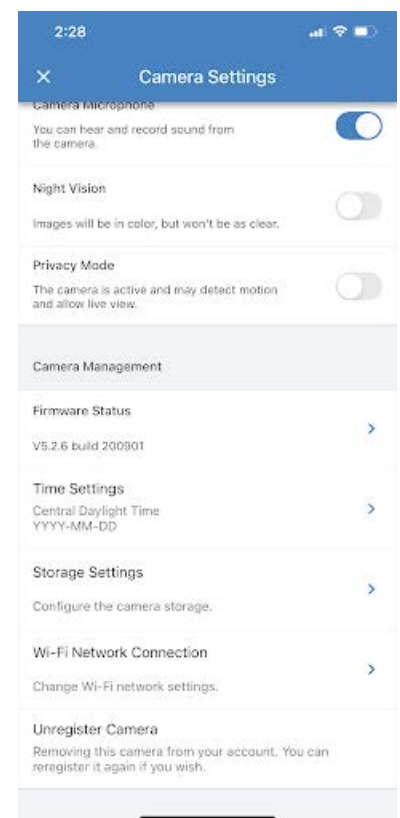 2:28
Camera Settings
Camera Microphone
You can hear and record sound from
the camera.
Night Vision
Images will be in color, but won't be as clear.
Privacy Mode
The camera is active and may detect motion
and allow live view.
Camera Management
Firmware Status
V5.2.6 build 200901
Time Settings
Central Daylight Time
YYYY-MM-DD
Storage Settings
Configure the camera storage.
Wi-Fi Network Connection
Change Wi-Fi network settings.
Unregister Camera
Removing this camera from your account. You can
reregister it again if you wish.